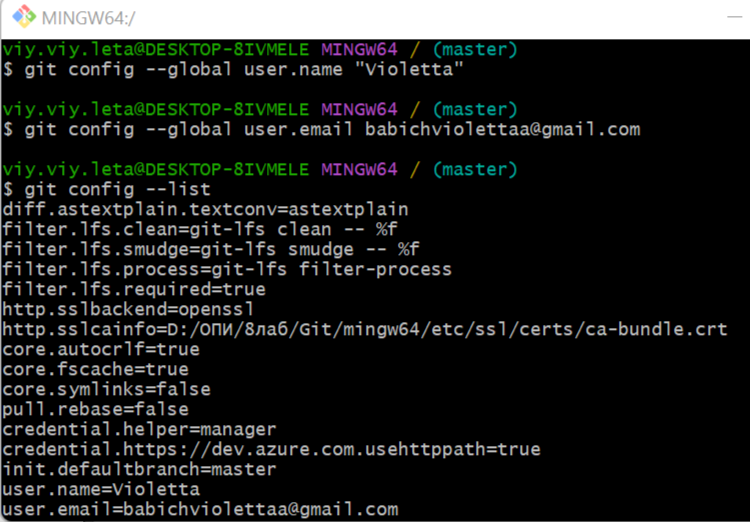 MINGW64:/
viy.viy.leta@DESKTOP-8IVMELE MINGW64 / (master)
$ git config --global user.name "Violetta"
viy.viy.leta@DESKTOP-8IVMELE MINGW64 / (master)
$ git config --global user.email babichviolettaa@gmail.com
viy.viy.leta@DESKTOP-8IVMELE MINGW64 / (master)
$ git config --list
diff.astextplain.textconv=astextplain
filter.lfs.clean=git-lfs clean -- %f
filter.lfs.smudge=git-lfs smudge -- %f
filter.lfs.process=git-lfs filter-process
filter.lfs.required=true
http.sslbackend=openssl
http.sslcainfo=D:/ОПИ/8лаб/Git/mingw64/etc/ssl/certs/ca-bundle.crt
core.autocrlf=true
core.fscache=true
core.symlinks=false
pull.rebase=false
credential.helper=manager
credential.https://dev.azure.com.usehttppath=true
init.defaultbranch=master
user.name=Violetta
user.email=babichviolettaa@gmail.com